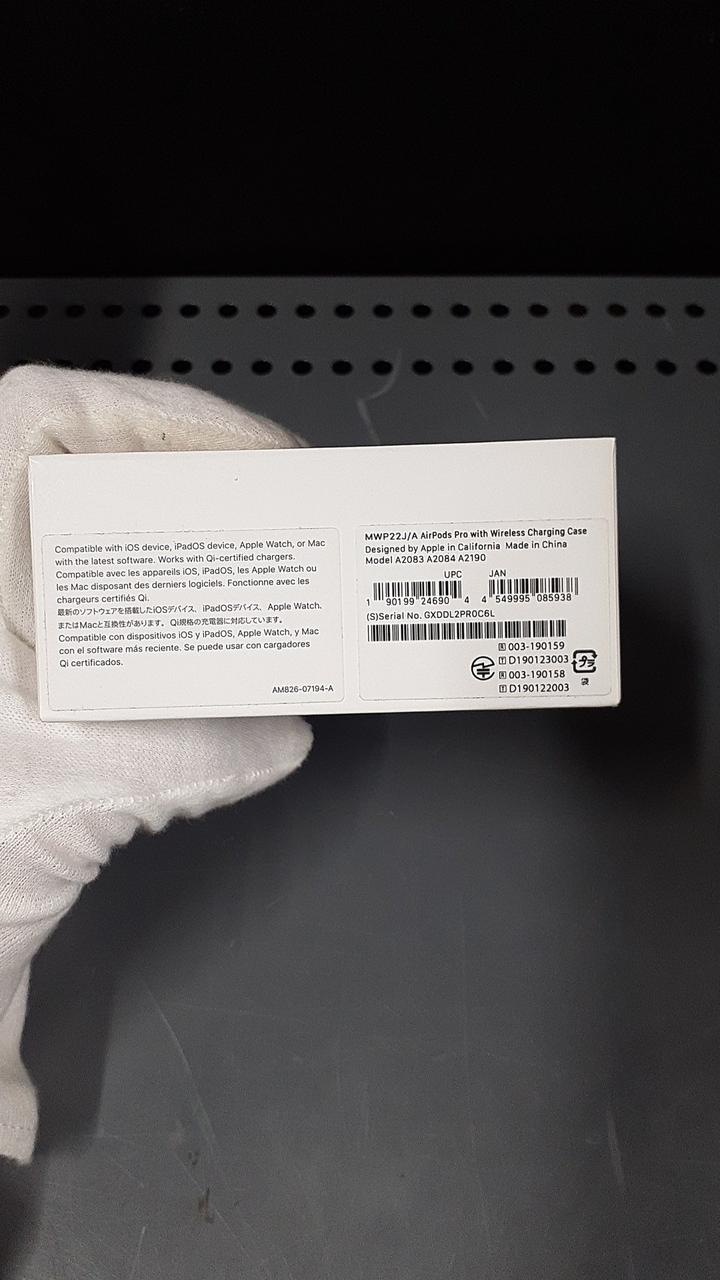 Compatible with iOS device, iPadOS device, Apple Watch, or Mac
with the latest software. Works with Qi-certified chargers.
Compatible avec les appareils iOS, iPadOS, les Apple Watch ou
les Mac disposant des derniers logiciels. Fonctionne avec les
chargeurs certifiés Qi.
最新のソフトウェアを搭載したiOSデバイス、iPadOSデバイス、Apple Watch、
またはMacと互換性があります。Qi規格の充電器に対応しています。
Compatible con dispositivos iOS y iPadOS, Apple Watch, y Mac
con el software más reciente. Se puede usar con cargadores
Qi certificados.
AM826-07194-A
MWP22J/A AirPods Pro with Wireless Charging Case
Designed by Apple in California Made in China
Model A2083 A2084 A2190
UPC JAN
1 90199 24690 4 4 549995 085938
(S)Serial No. GXDDL2PR0C6L
R 003-190159
T D190123003
R 003-190158
T D190122003
プラ
袋